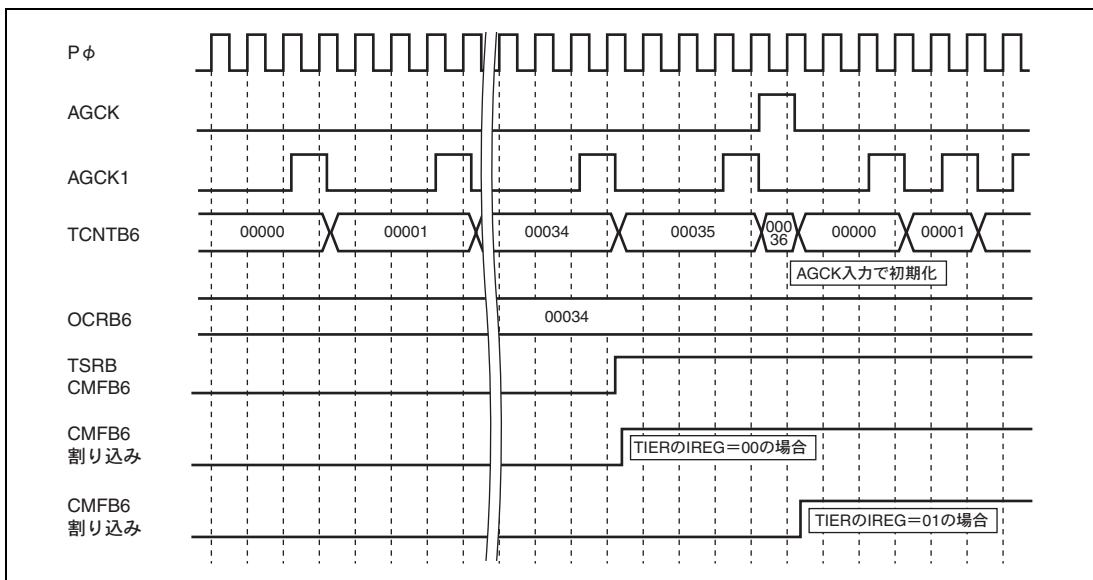 Pφ
AGCK
AGCK1
TCNTB6
00000
00001
00034
00035
000
36
00000
00001
AGCK入力で初期化
OCRB6
00034
TSRB
CMFB6
CMFB6
割り込み
TIERのIREG=00の場合
CMFB6
割り込み
TIERのIREG=01の場合